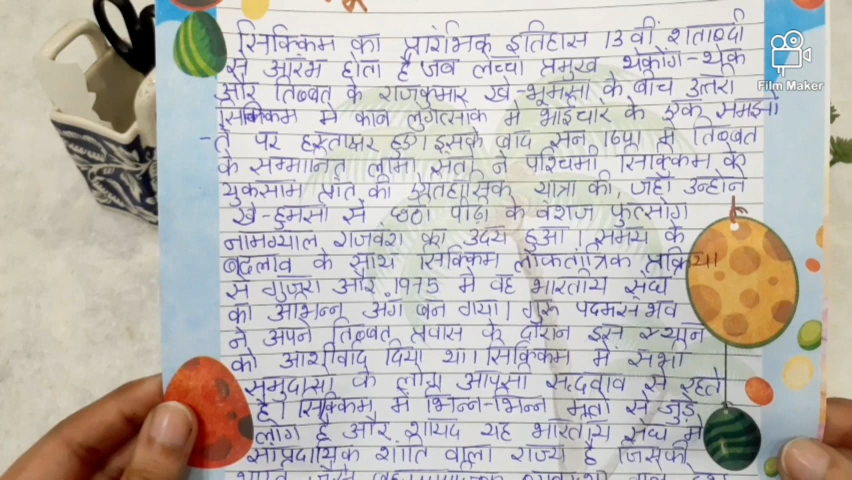 सिक्किम का प्रारंभिक इतिहास 13वीं शताब्दी
से आरंभ होता है जब लेप्चा प्रमुख थेकोंग-थेक
और तिब्बत के राजकुमार खे-भूमसा के बीच उत्तरी
सिक्किम में काबे लुंगत्सोक में भाईचारे के एक समझौ
-ते पर हस्ताक्षर हुए। इसके बाद सन् 1641 में तिब्बत
के सम्मानित लामा संतों ने पश्चिमी सिक्किम के
युकसाम प्रांत की ऐतिहासिक यात्रा की, जहाँ उन्होंने
खे-हुमसा से छठी पीढ़ी के वंशज फुंत्सोग
नामग्याल राजवंश का उदय हुआ। समय के
बदलाव के साथ सिक्किम लोकतांत्रिक प्रक्रिया
से गुजरा और 1975 में वह भारतीय संघ
का अभिन्न अंग बन गया। गुरू पदमसंभव
ने अपने तिब्बत प्रवास के दौरान इस स्थान
को आशीर्वाद दिया था। सिक्किम में सभी
समुदायों के लोग आपसी सद्भाव से रहते
है। सिक्किम में भिन्न-भिन्न मतों से जुड़े
लोग है और शायद यह भारतीय संघ में
सांप्रदायिक शांति वाला राज्य है जिसकी
Film Maker